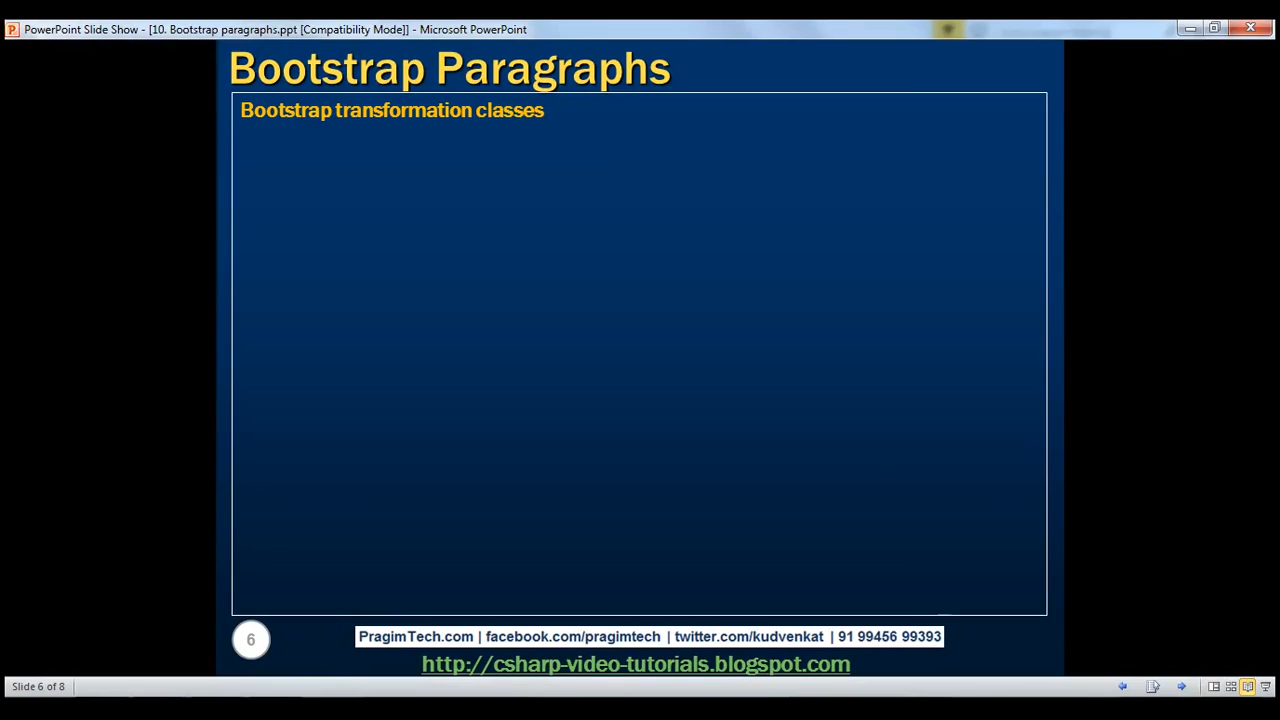 PowerPoint Slide Show - [10. Bootstrap paragraphs.ppt [Compatibility Mode]] - Microsoft PowerPoint
Bootstrap Paragraphs
Bootstrap transformation classes
6
PragimTech.com | facebook.com/pragimtech | twitter.com/kudvenkat | 91 99456 99393
http://csharp-video-tutorials.blogspot.com
Slide 6 of 8